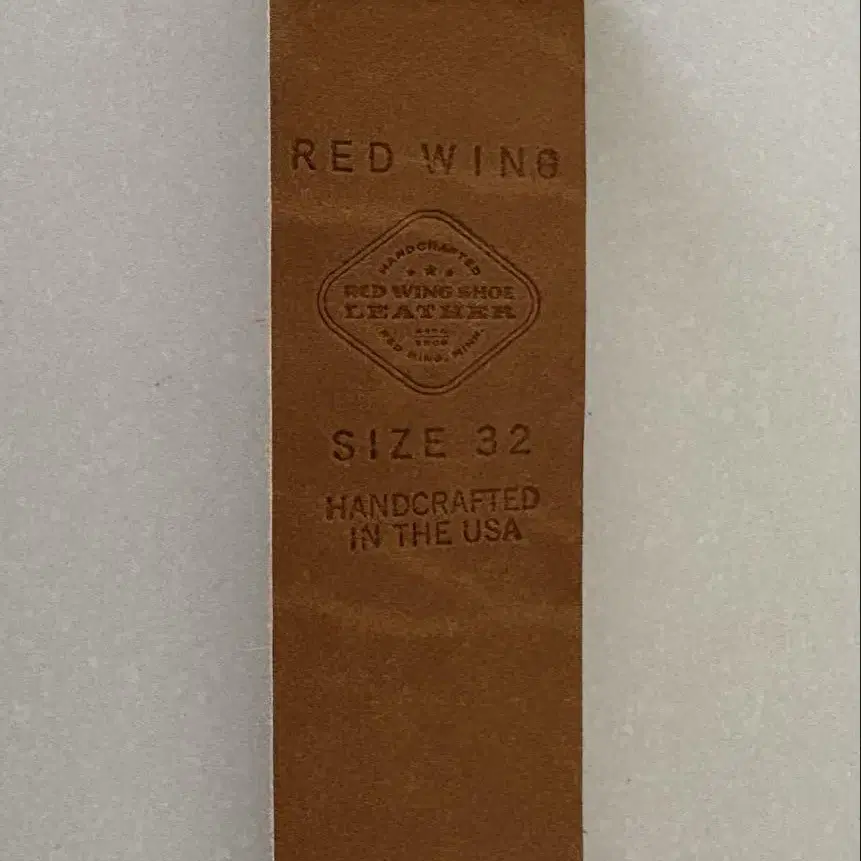 RED WING
HANDCRAFTED
RED WING SHOE
LEATHER
RED WING, MINN.
SIZE 32
HANDCRAFTED
IN THE USA